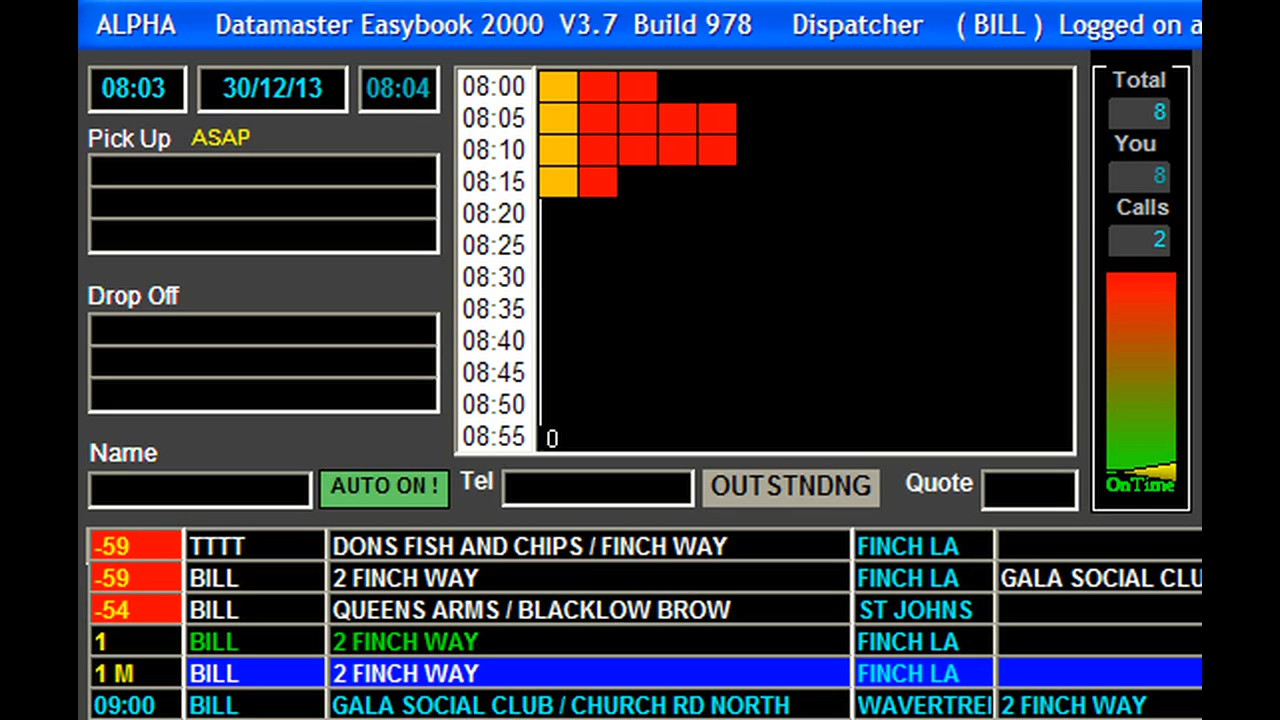 ALPHA Datamaster Easybook 2000 V3.7 Build 978 Dispatcher ( BILL ) Logged on a
08:03 30/12/13 08:04
Pick Up ASAP
Drop Off
Name
AUTO ON !
08:00
08:05
08:10
08:15
08:20
08:25
08:30
08:35
08:40
08:45
08:50
08:55 0
Tel OUTSTNDNG Quote
Total
8
You
8
Calls
2
OnTime
-59 TTTT DONS FISH AND CHIPS / FINCH WAY FINCH LA
-59 BILL 2 FINCH WAY FINCH LA GALA SOCIAL CLU
-54 BILL QUEENS ARMS / BLACKLOW BROW ST JOHNS
1 BILL 2 FINCH WAY FINCH LA
1 M BILL 2 FINCH WAY FINCH LA
09:00 BILL GALA SOCIAL CLUB / CHURCH RD NORTH WAVERTREE 2 FINCH WAY